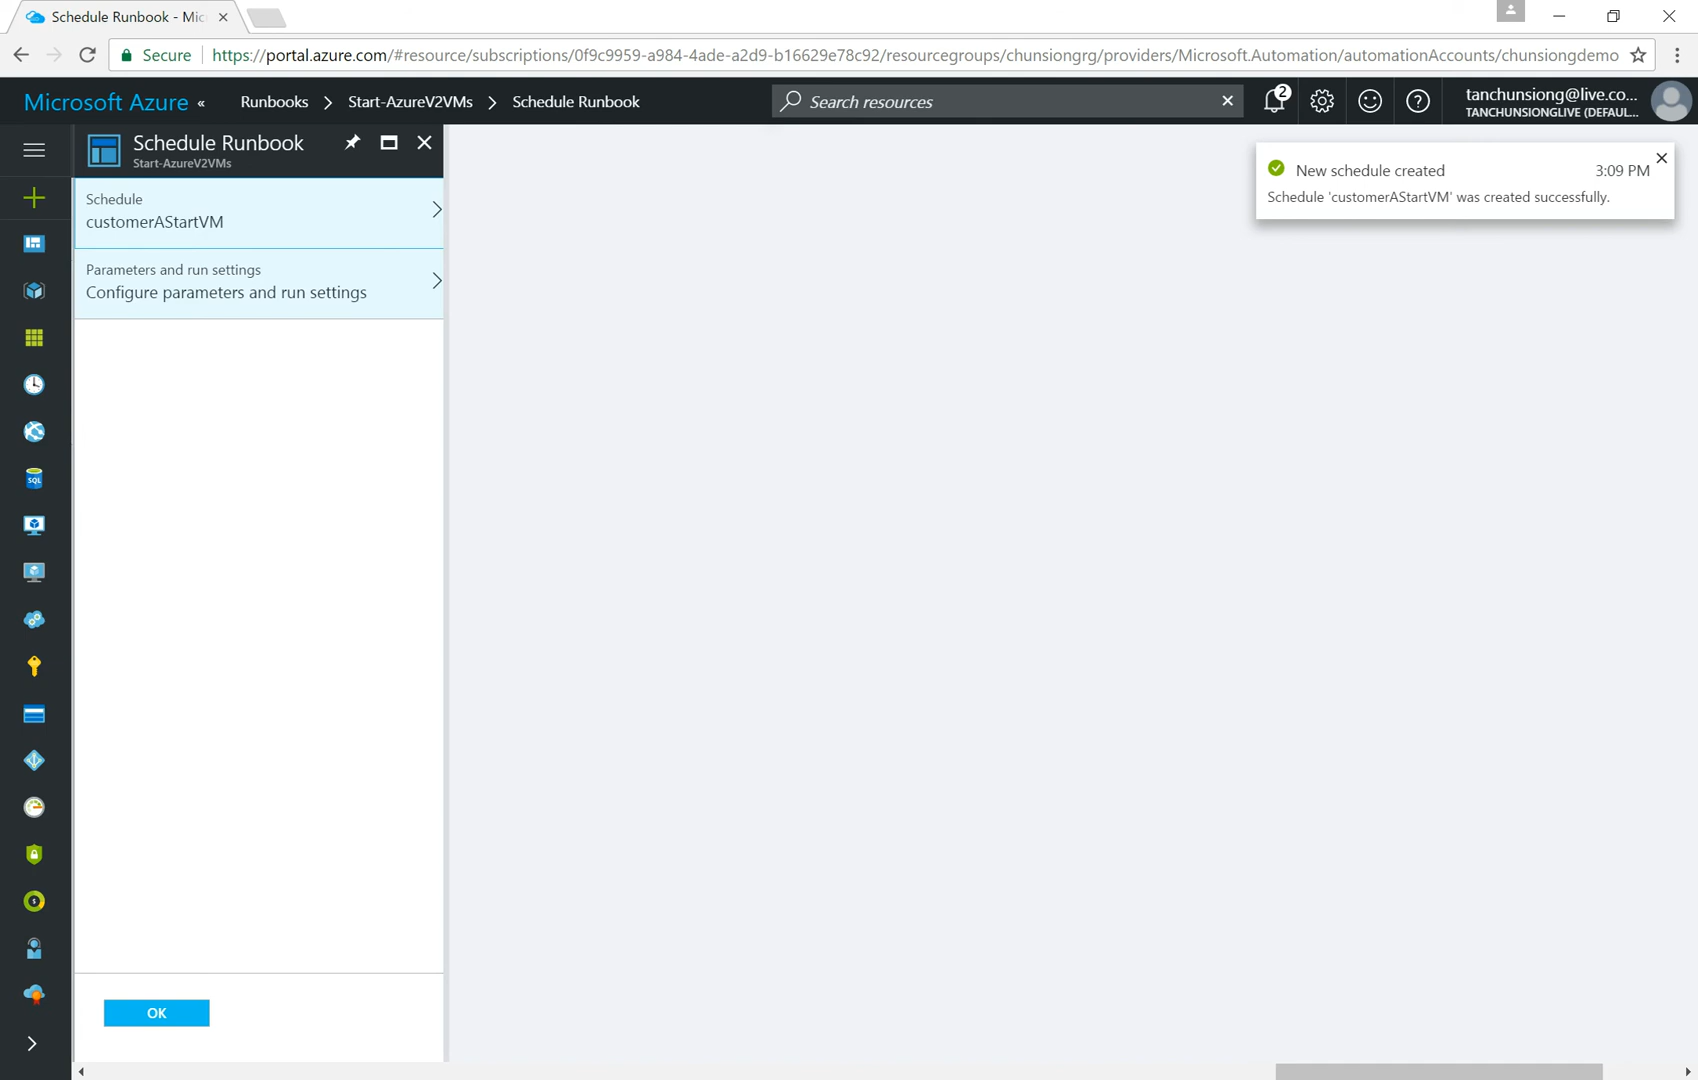 Schedule Runbook - Mic
Secure
https://portal.azure.com/#resource/subscriptions/0f9c9959-a984-4ade-a2d9-b16629e78c92/resourcegroups/chunsiongrg/providers/Microsoft.Automation/automationAccounts/chunsiongdemo
Microsoft Azure «
Runbooks > Start-AzureV2VMs > Schedule Runbook
Search resources
2
tanchunsiong@live.co...
TANCHUNSIONGLIVE (DEFAUL...
Schedule Runbook
Start-AzureV2VMs
Schedule
customerAStartVM
Parameters and run settings
Configure parameters and run settings
New schedule created 3:09 PM
Schedule 'customerAStartVM' was created successfully.
SQL
OK